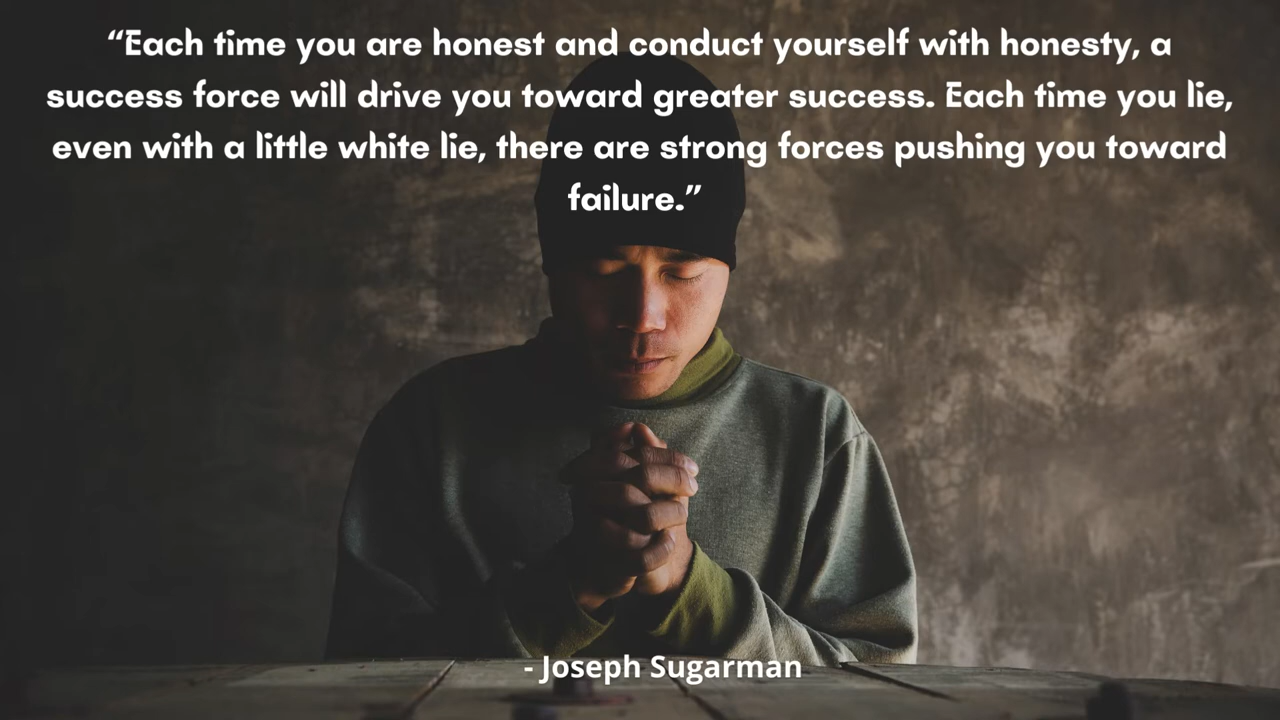 “Each time you are honest and conduct yourself with honesty, a
success force will drive you toward greater success. Each time you lie,
even with a little white lie, there are strong forces pushing you toward
failure.”
- Joseph Sugarman